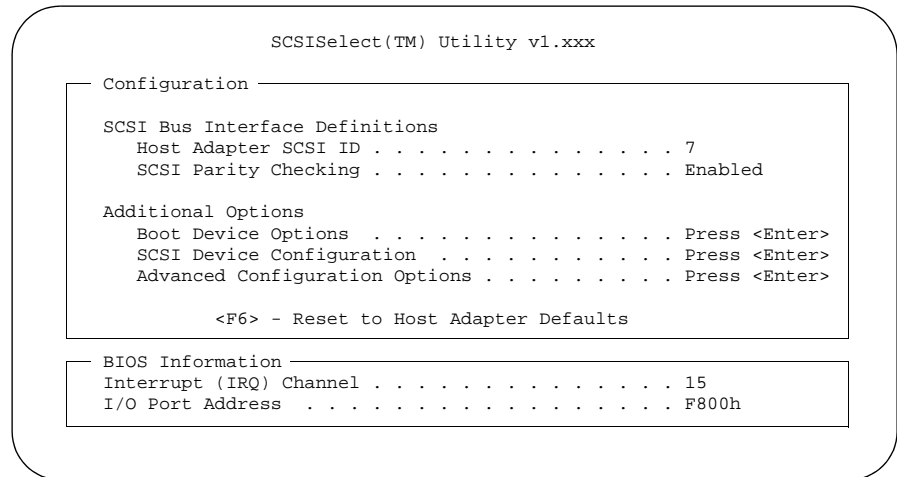 SCSISelect(TM) Utility v1.xxx
Configuration
SCSI Bus Interface Definitions
Host Adapter SCSI ID . . . . . . . . . . . . . . . 7
SCSI Parity Checking . . . . . . . . . . . . . . . Enabled
Additional Options
Boot Device Options . . . . . . . . . . . . . . Press <Enter>
SCSI Device Configuration . . . . . . . . . . . Press <Enter>
Advanced Configuration Options . . . . . . . . . Press <Enter>
<F6> - Reset to Host Adapter Defaults
BIOS Information
Interrupt (IRQ) Channel . . . . . . . . . . . . . . . 15
I/O Port Address . . . . . . . . . . . . . . . . . . F800h